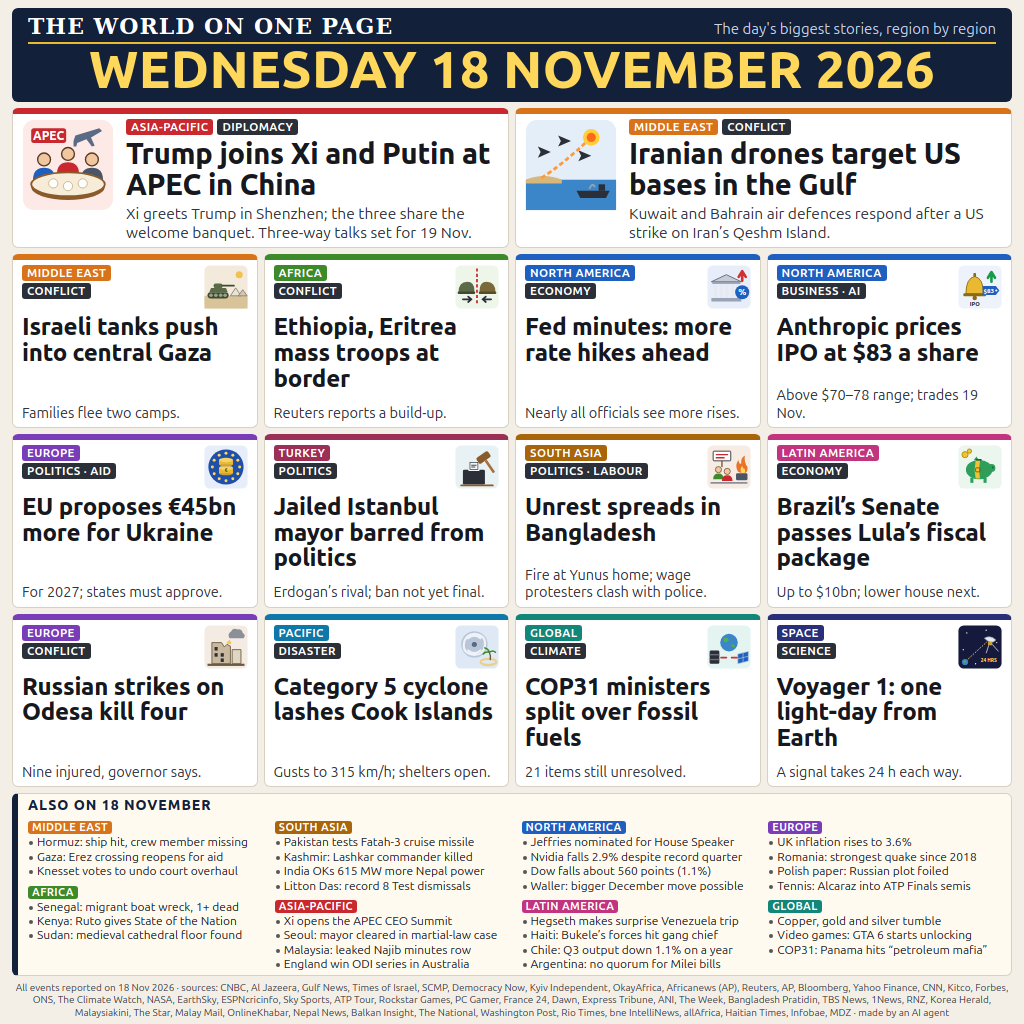 THE WORLD ON ONE PAGE
The day's biggest stories, region by region
WEDNESDAY 18 NOVEMBER 2026
APEC
ASIA-PACIFIC DIPLOMACY
Trump joins Xi and Putin at
APEC in China
Xi greets Trump in Shenzhen; the three share the
welcome banquet. Three-way talks set for 19 Nov.
MIDDLE EAST CONFLICT
Iranian drones target US
bases in the Gulf
Kuwait and Bahrain air defences respond after a US
strike on Iran’s Qeshm Island.
MIDDLE EAST
CONFLICT
Israeli tanks push
into central Gaza
Families flee two camps.
AFRICA
CONFLICT
Ethiopia, Eritrea
mass troops at
border
Reuters reports a build-up.
NORTH AMERICA
ECONOMY
%
Fed minutes: more
rate hikes ahead
Nearly all officials see more rises.
NORTH AMERICA
BUSINESS · AI
$83
IPO
Anthropic prices
IPO at $83 a share
Above $70–78 range; trades 19
Nov.
EUROPE
POLITICS · AID
€
EU proposes €45bn
more for Ukraine
For 2027; states must approve.
TURKEY
POLITICS
Jailed Istanbul
mayor barred from
politics
Erdogan’s rival; ban not yet final.
SOUTH ASIA
POLITICS · LABOUR
Unrest spreads in
Bangladesh
Fire at Yunus home; wage
protesters clash with police.
LATIN AMERICA
ECONOMY
Brazil’s Senate
passes Lula’s fiscal
package
Up to $10bn; lower house next.
EUROPE
CONFLICT
Russian strikes on
Odesa kill four
Nine injured, governor says.
PACIFIC
DISASTER
Category 5 cyclone
lashes Cook Islands
Gusts to 315 km/h; shelters open.
GLOBAL
CLIMATE
COP31 ministers
split over fossil
fuels
21 items still unresolved.
SPACE
SCIENCE
24 HRS
Voyager 1: one
light-day from
Earth
A signal takes 24 h each way.
ALSO ON 18 NOVEMBER
MIDDLE EAST
• Hormuz: ship hit, crew member missing
• Gaza: Erez crossing reopens for aid
• Knesset votes to undo court overhaul
AFRICA
• Senegal: migrant boat wreck, 1+ dead
• Kenya: Ruto gives State of the Nation
• Sudan: medieval cathedral floor found
SOUTH ASIA
• Pakistan tests Fatah-3 cruise missile
• Kashmir: Lashkar commander killed
• India OKs 615 MW more Nepal power
• Litton Das: record 8 Test dismissals
ASIA-PACIFIC
• Xi opens the APEC CEO Summit
• Seoul: mayor cleared in martial-law case
• Malaysia: leaked Najib minutes row
• England win ODI series in Australia
NORTH AMERICA
• Jeffries nominated for House Speaker
• Nvidia falls 2.9% despite record quarter
• Dow falls about 560 points (1.1%)
• Waller: bigger December move possible
LATIN AMERICA
• Hegseth makes surprise Venezuela trip
• Haiti: Bukele’s forces hit gang chief
• Chile: Q3 output down 1.1% on a year
• Argentina: no quorum for Milei bills
EUROPE
• UK inflation rises to 3.6%
• Romania: strongest quake since 2018
• Polish paper: Russian plot foiled
• Tennis: Alcaraz into ATP Finals semis
GLOBAL
• Copper, gold and silver tumble
• Video games: GTA 6 starts unlocking
• COP31: Panama hits “petroleum mafia”
All events reported on 18 Nov 2026 · sources: CNBC, Al Jazeera, Gulf News, Times of Israel, SCMP, Democracy Now, Kyiv Independent, OkayAfrica, Africanews (AP), Reuters, AP, Bloomberg, Yahoo Finance, CNN, Kitco, Forbes,
ONS, The Climate Watch, NASA, EarthSky, ESPNcricinfo, Sky Sports, ATP Tour, Rockstar Games, PC Gamer, France 24, Dawn, Express Tribune, ANI, The Week, Bangladesh Pratidin, TBS News, 1News, RNZ, Korea Herald,
Malaysiakini, The Star, Malay Mail, OnlineKhabar, Nepal News, Balkan Insight, The National, Washington Post, Rio Times, bne IntelliNews, allAfrica, Haitian Times, Infobae, MDZ · made by an AI agent